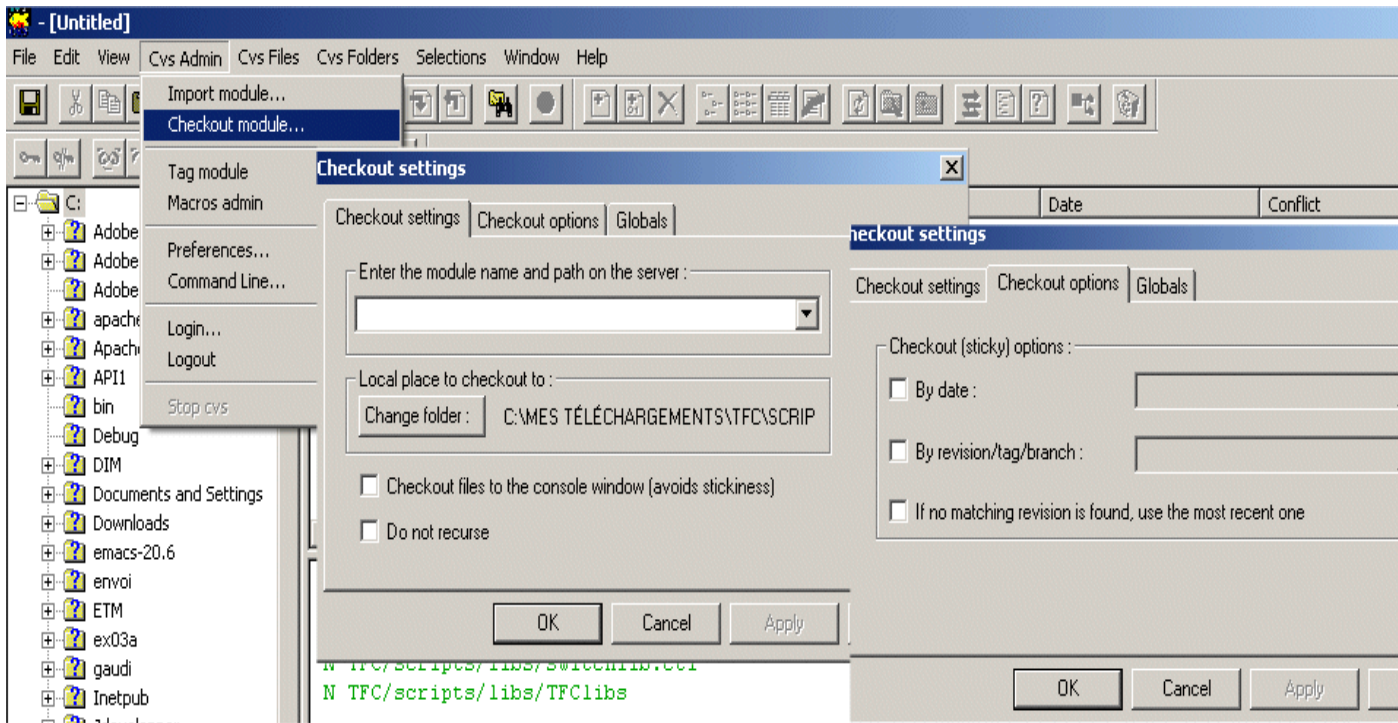 - [Untitled]
File Edit View Cvs Admin Cvs Files Cvs Folders Selections Window Help
Import module...
Checkout module...
Tag module
Macros admin
Preferences...
Command Line...
Login...
Logout
Stop cvs
C:
Adobe
Adobe
Adobe
apache
Apach
API1
bin
Debug
DIM
Documents and Settings
Downloads
emacs-20.6
envoi
ETM
ex03a
gaudi
Inetpub
Date Conflict
Checkout settings
Checkout settings Checkout options Globals
Enter the module name and path on the server :
Local place to checkout to :
Change folder : C:\MES TÉLÉCHARGEMENTS\TFC\SCRIP
Checkout files to the console window (avoids stickiness)
Do not recurse
OK Cancel Apply
N TFC/scripts/libs/switchlib.ctl
N TFC/scripts/libs/TFClibs
heckout settings
Checkout settings Checkout options Globals
Checkout (sticky) options :
By date :
By revision/tag/branch :
If no matching revision is found, use the most recent one
OK Cancel Apply